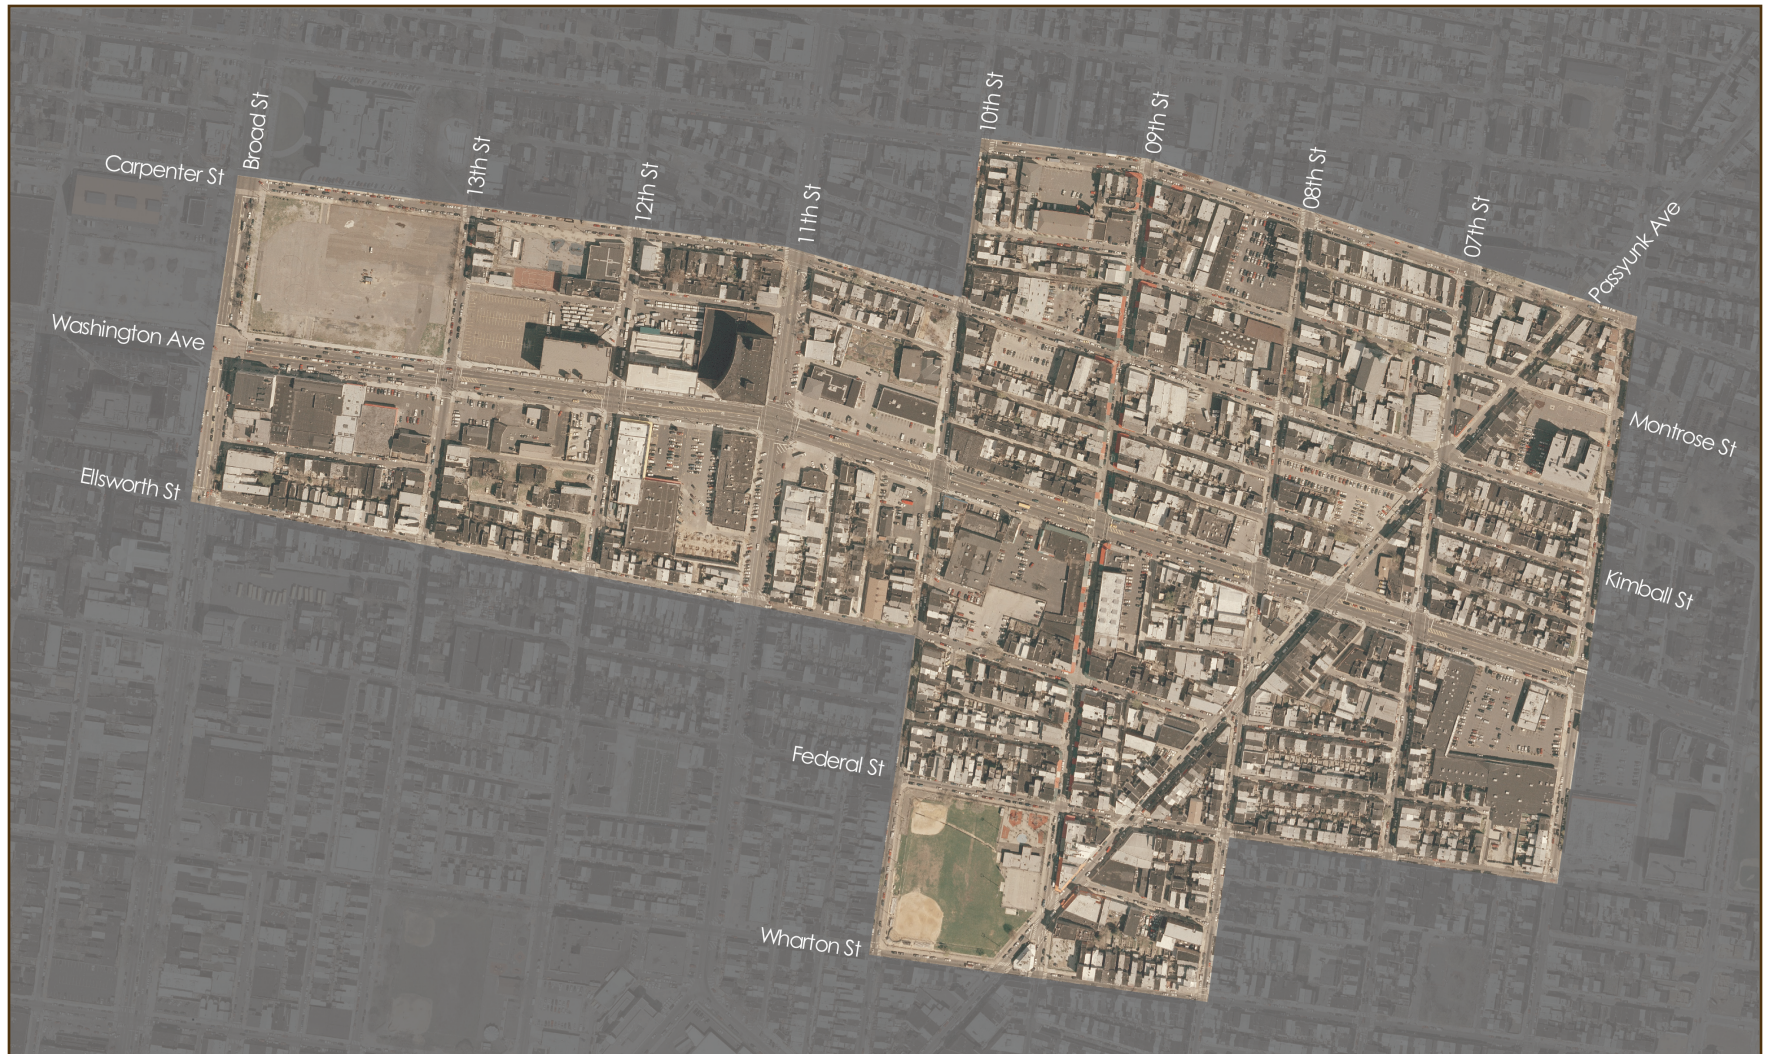 10th St
09th St
Broad St
13th St
08th St
Carpenter St
12th St
11th St
07th St
Passyunk Ave
Washington Ave
Montrose St
Ellsworth St
Kimball St
Federal St
Wharton St